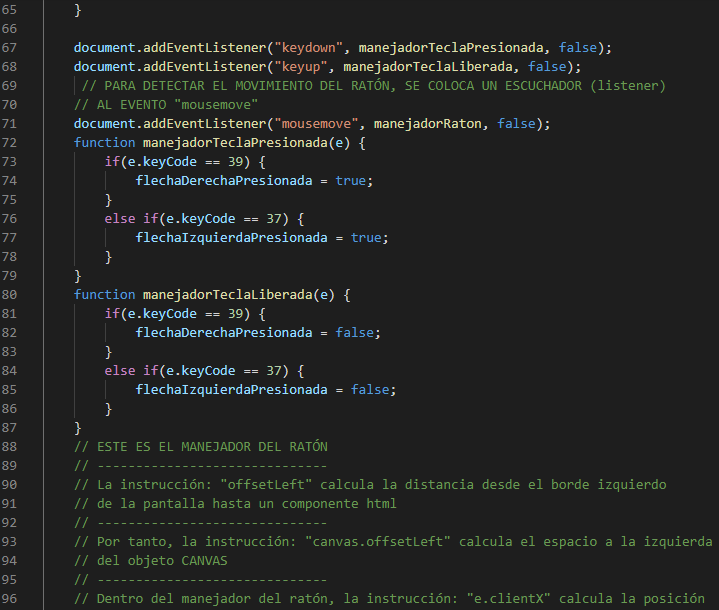 65 }
66
67 document.addEventListener("keydown", manejadorTeclaPresionada, false);
68 document.addEventListener("keyup", manejadorTeclaLiberada, false);
69 // PARA DETECTAR EL MOVIMIENTO DEL RATÓN, SE COLOCA UN ESCUCHADOR (listener)
70 // AL EVENTO "mousemove"
71 document.addEventListener("mousemove", manejadorRaton, false);
72 function manejadorTeclaPresionada(e) {
73 if(e.keyCode == 39) {
74 flechaDerechaPresionada = true;
75 }
76 else if(e.keyCode == 37) {
77 flechaIzquierdaPresionada = true;
78 }
79 }
80 function manejadorTeclaLiberada(e) {
81 if(e.keyCode == 39) {
82 flechaDerechaPresionada = false;
83 }
84 else if(e.keyCode == 37) {
85 flechaIzquierdaPresionada = false;
86 }
87 }
88 // ESTE ES EL MANEJADOR DEL RATÓN
89 // ------------------------------
90 // La instrucción: "offsetLeft" calcula la distancia desde el borde izquierdo
91 // de la pantalla hasta un componente html
92 // ------------------------------
93 // Por tanto, la instrucción: "canvas.offsetLeft" calcula el espacio a la izquierda
94 // del objeto CANVAS
95 // ------------------------------
96 // Dentro del manejador del ratón, la instrucción: "e.clientX" calcula la posición